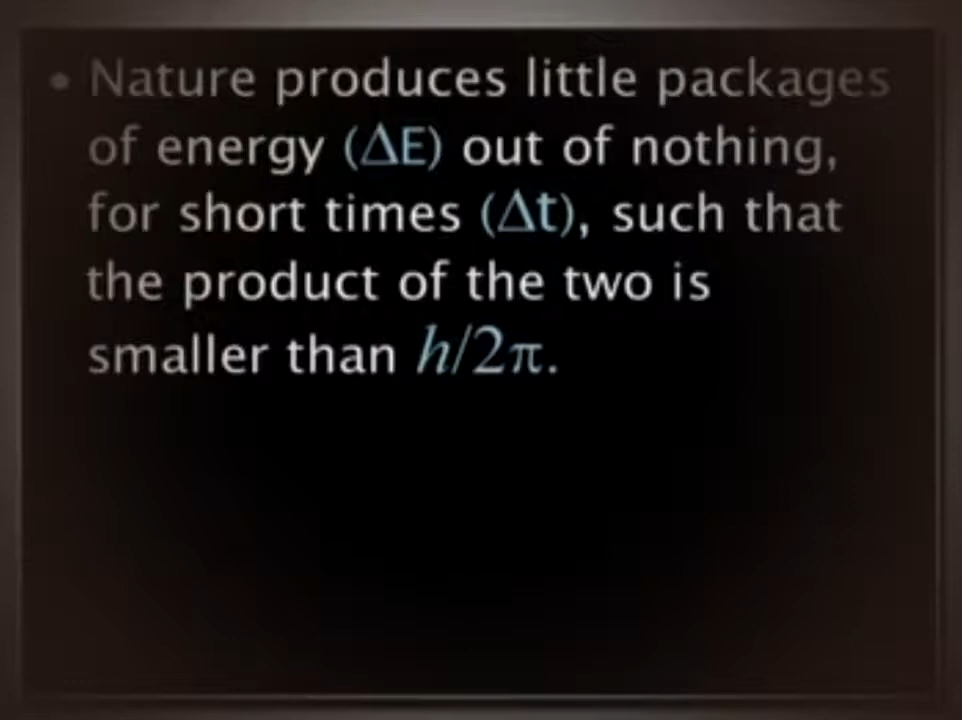 • Nature produces little packages
of energy (ΔE) out of nothing,
for short times (Δt), such that
the product of the two is
smaller than h/2π.